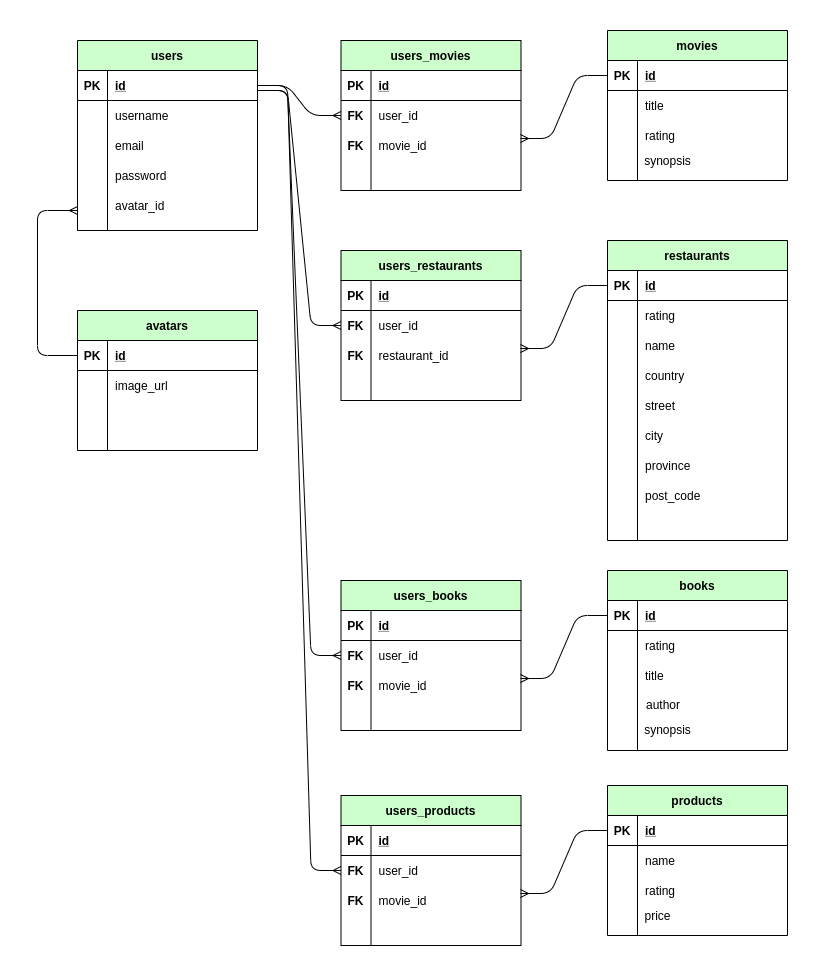 users
PK id
username
email
password
avatar_id
avatars
PK id
image_url
users_movies
PK id
FK user_id
FK movie_id
movies
PK id
title
rating
synopsis
users_restaurants
PK id
FK user_id
FK restaurant_id
restaurants
PK id
rating
name
country
street
city
province
post_code
users_books
PK id
FK user_id
FK movie_id
books
PK id
rating
title
author
synopsis
users_products
PK id
FK user_id
FK movie_id
products
PK id
name
rating
price